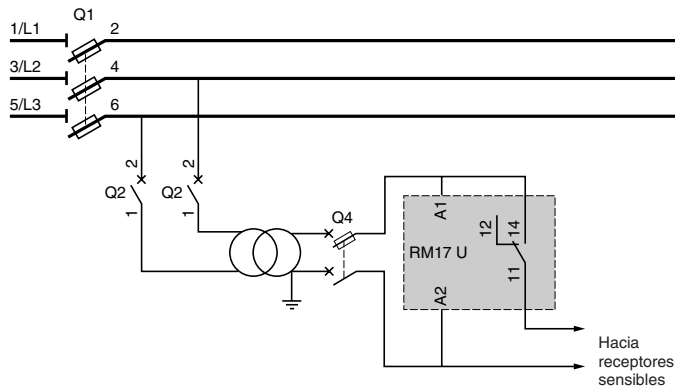 Q1
1/L1
2
3/L2
4
5/L3
6
2
2
Q2
Q2
1
1
Q4
A1
12
14
RM17 U
11
A2
Hacia
receptores
sensibles